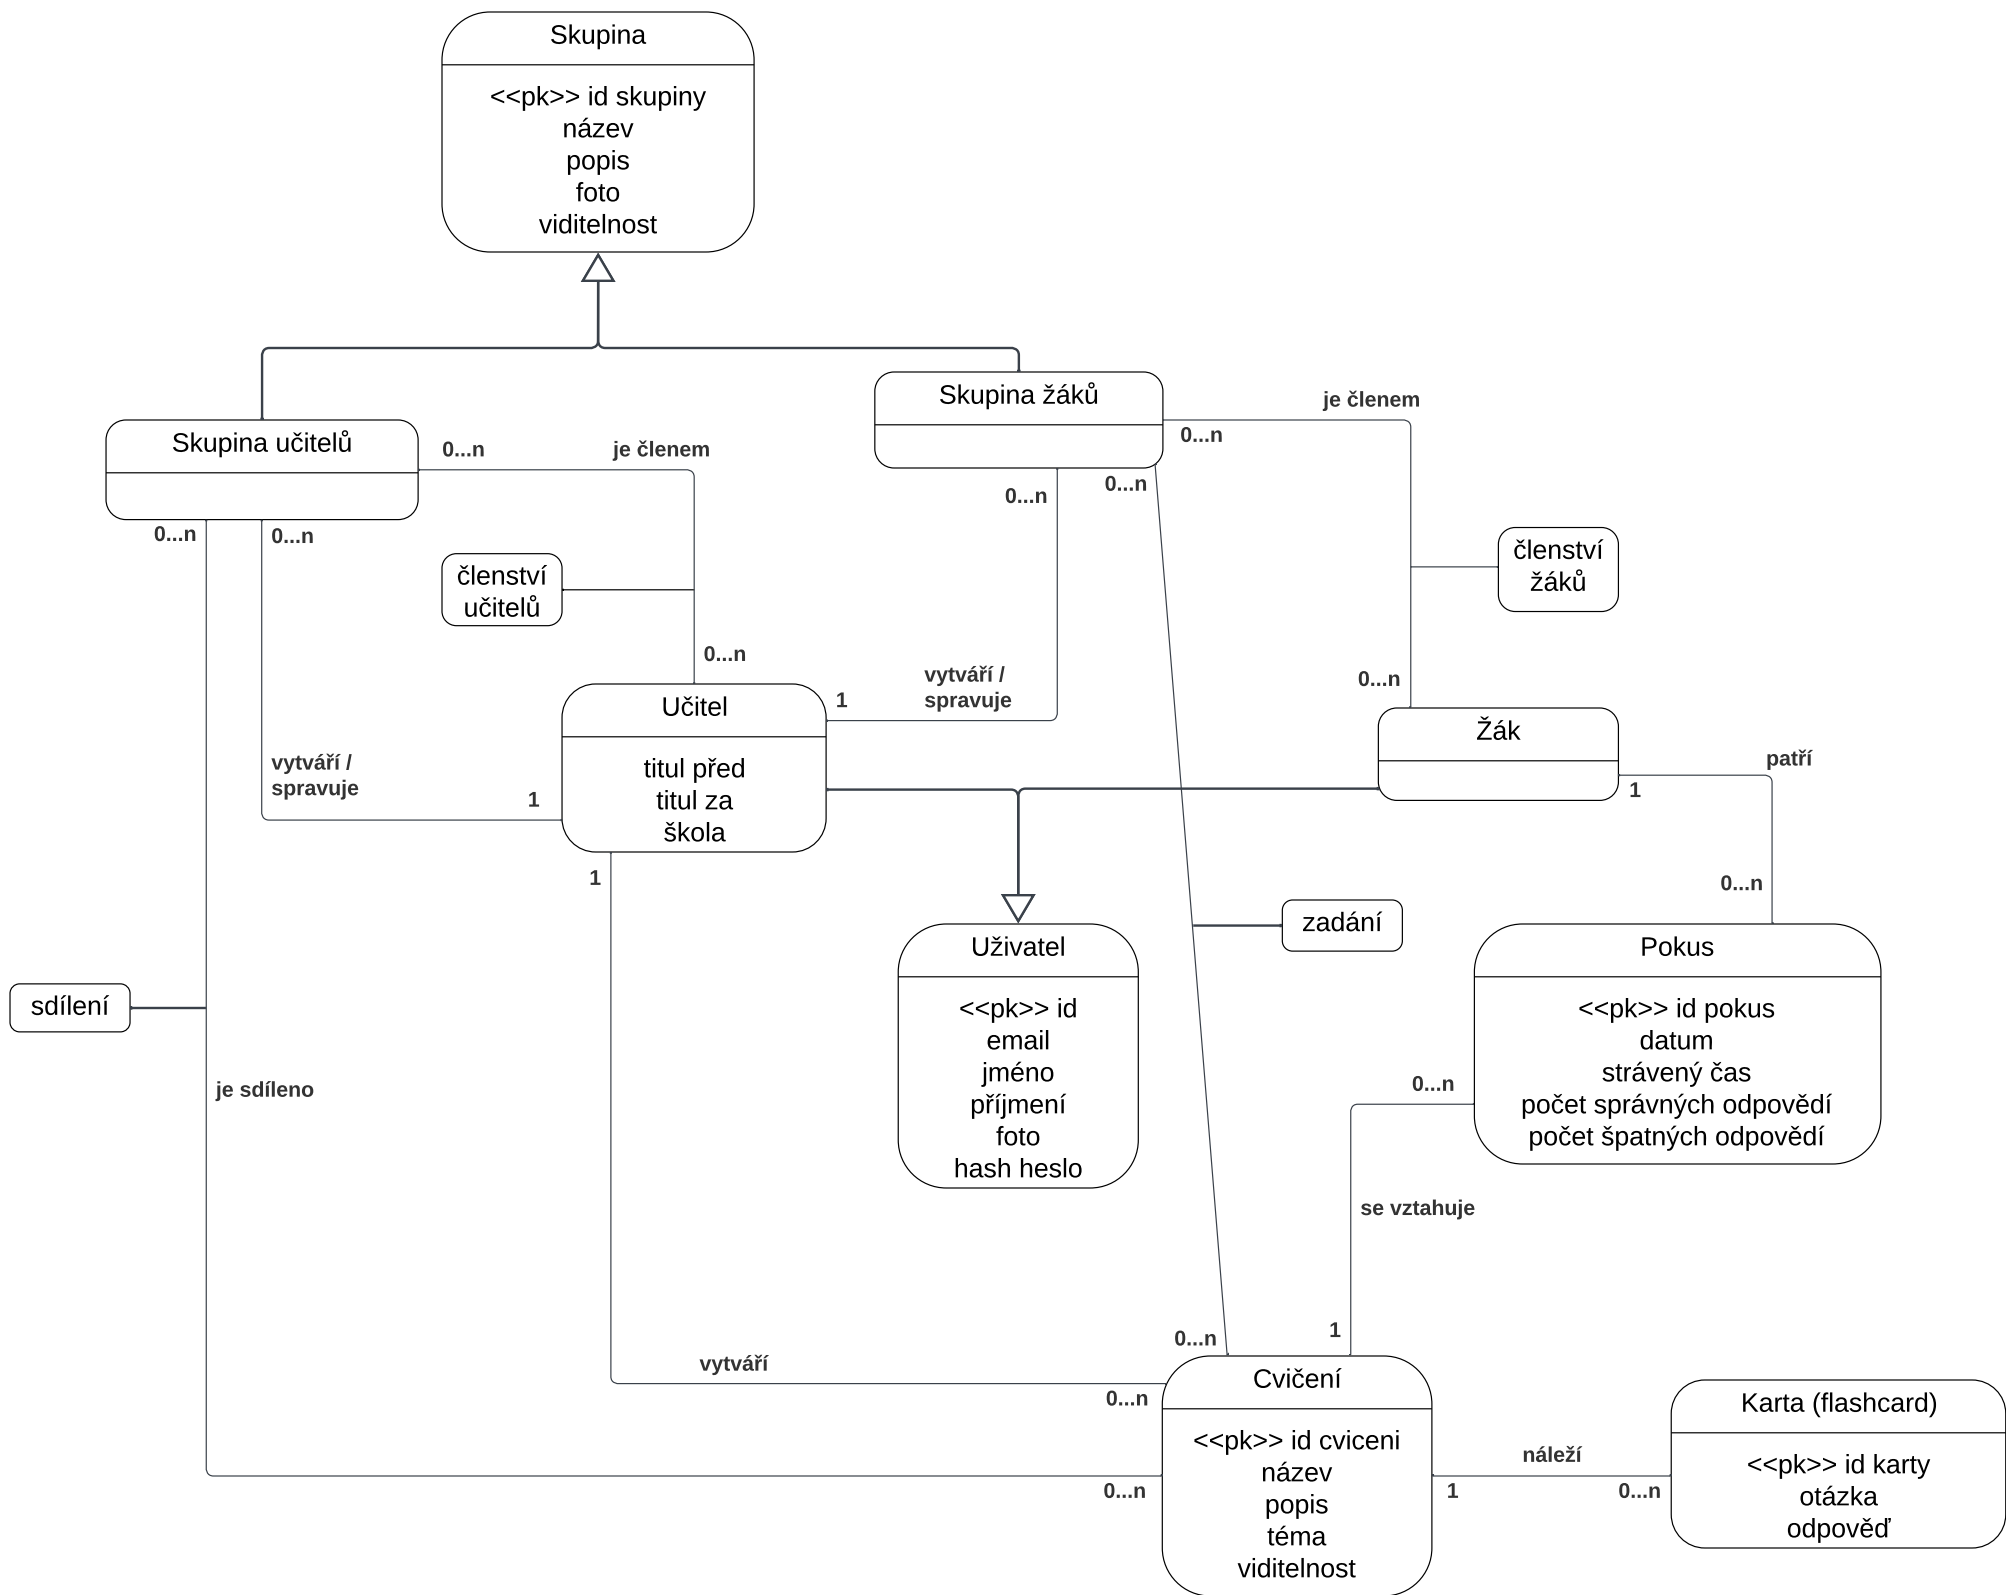 Skupina
<<pk>> id skupiny
název
popis
foto
viditelnost
Skupina žáků
je členem
0...n
Skupina učitelů
0...n
je členem
0...n
0...n
0...n
0...n
členství
učitelů
členství
žáků
0...n
vytváří /
spravuje
1
0...n
Učitel
titul před
titul za
škola
Žák
patří
1
vytváří /
spravuje
1
1
0...n
Uživatel
<<pk>> id
email
jméno
příjmení
foto
hash heslo
zadání
Pokus
<<pk>> id pokus
datum
strávený čas
počet správných odpovědí
počet špatných odpovědí
sdílení
je sdíleno
0...n
se vztahuje
1
0...n
vytváří
0...n
Cvičení
<<pk>> id cviceni
název
popis
téma
viditelnost
0...n
náleží
1
0...n
Karta (flashcard)
<<pk>> id karty
otázka
odpověď